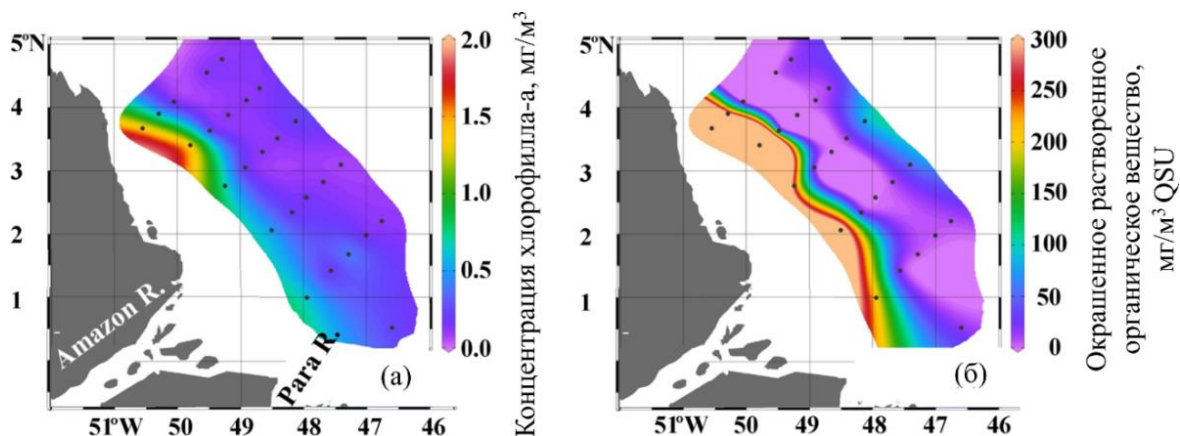 5ºN
4
3
2
1
51ºW 50 49 48 47 46
Amazon R.
Para R.
(а)
2.0
1.5
1.0
0.5
0.0
Концентрация хлорофилла-а, мг/м³
5ºN
4
3
2
1
51ºW 50 49 48 47 46
(б)
300
250
200
150
100
50
0
Окрашенное растворенное
органическое вещество,
мг/м³ QSU